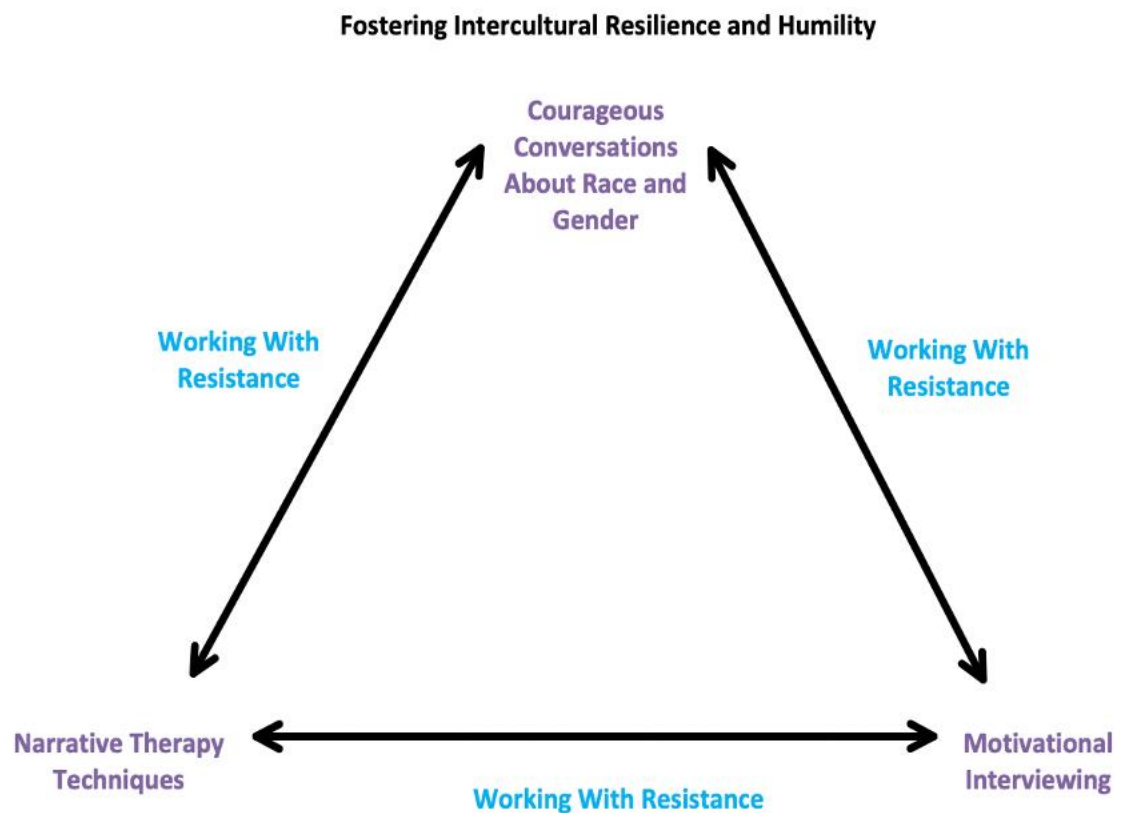 Fostering Intercultural Resilience and Humility
Courageous
Conversations
About Race and
Gender
Working With
Resistance
Working With
Resistance
Narrative Therapy
Techniques
Motivational
Interviewing
Working With Resistance